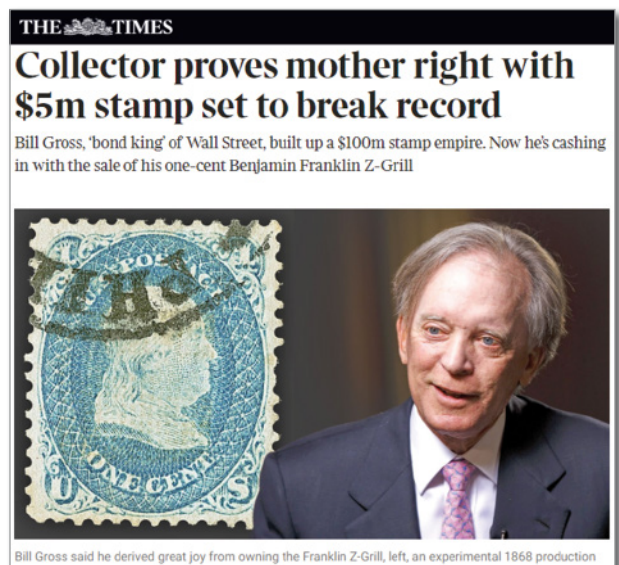 THE TIMES
Collector proves mother right with
$5m stamp set to break record
Bill Gross, ‘bond king’ of Wall Street, built up a $100m stamp empire. Now he’s cashing
in with the sale of his one-cent Benjamin Franklin Z-Grill
ONE CENT
U S
Bill Gross said he derived great joy from owning the Franklin Z-Grill, left, an experimental 1868 production